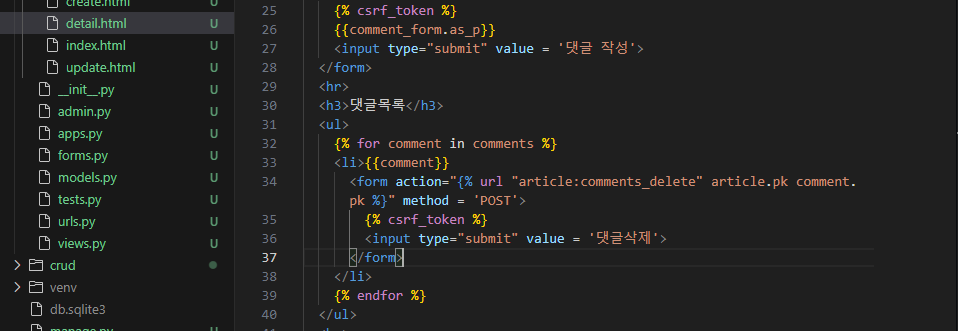 create.html U
detail.html U
index.html U
update.html U
__init__.py U
admin.py U
apps.py U
forms.py U
models.py U
tests.py U
urls.py U
views.py U
crud
venv
db.sqlite3
manage.py U
25 {% csrf_token %}
26 {{comment_form.as_p}}
27 <input type="submit" value = '댓글 작성'>
28 </form>
29 <hr>
30 <h3>댓글목록</h3>
31 <ul>
32 {% for comment in comments %}
33 <li>{{comment}}
34 <form action="{% url "article:comments_delete" article.pk comment.
pk %}" method = 'POST'>
35 {% csrf_token %}
36 <input type="submit" value = '댓글삭제'>
37 </form>
38 </li>
39 {% endfor %}
40 </ul>